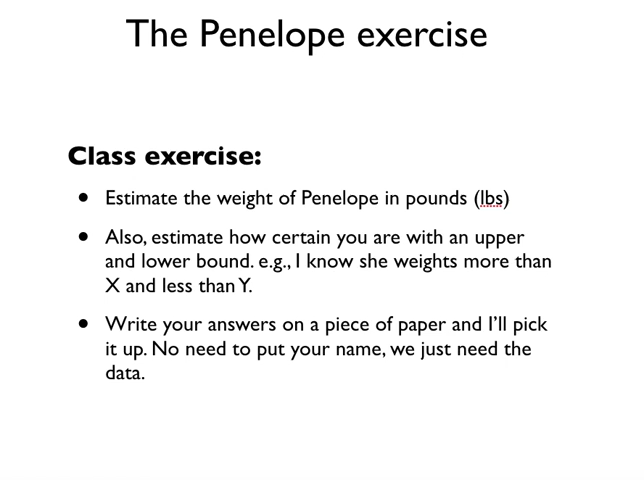 The Penelope exercise
Class exercise:
• Estimate the weight of Penelope in pounds (lbs)
• Also, estimate how certain you are with an upper
and lower bound. e.g., I know she weights more than
X and less than Y.
• Write your answers on a piece of paper and I'll pick
it up. No need to put your name, we just need the
data.